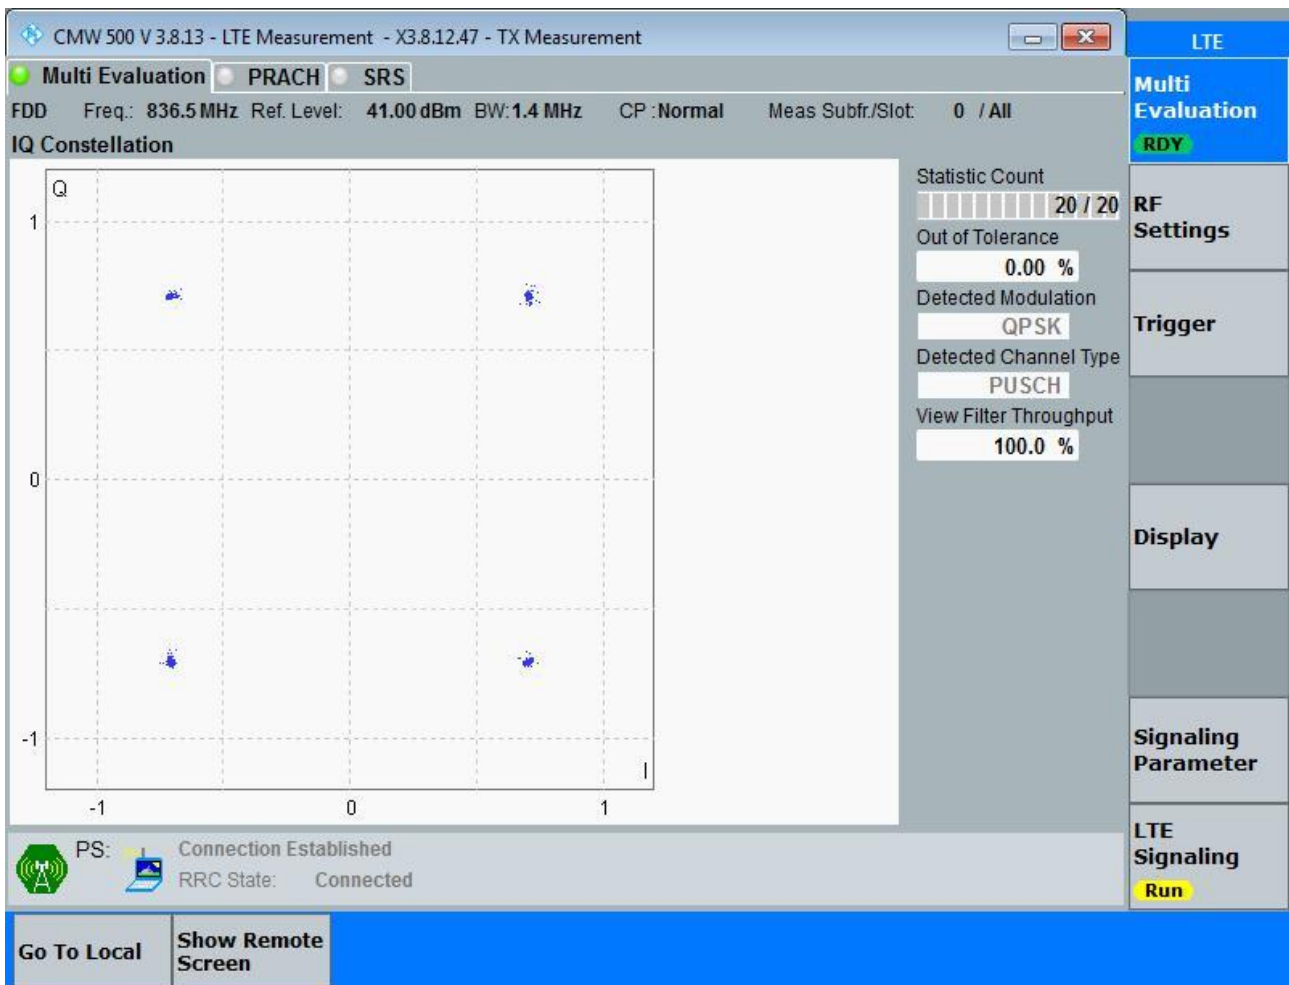 CMW 500 V 3.8.13 - LTE Measurement - X3.8.12.47 - TX Measurement
LTE
Multi Evaluation PRACH SRS
FDD Freq.: 836.5 MHz Ref. Level: 41.00 dBm BW: 1.4 MHz CP : Normal Meas Subfr./Slot: 0 / All
IQ Constellation
Q
1
0
-1
I
-1 0 1
Statistic Count
20 / 20
Out of Tolerance
0.00 %
Detected Modulation
QPSK
Detected Channel Type
PUSCH
View Filter Throughput
100.0 %
Multi
Evaluation
RDY
RF
Settings
Trigger
Display
Signaling
Parameter
LTE
Signaling
Run
PS: Connection Established
RRC State: Connected
Go To Local
Show Remote
Screen